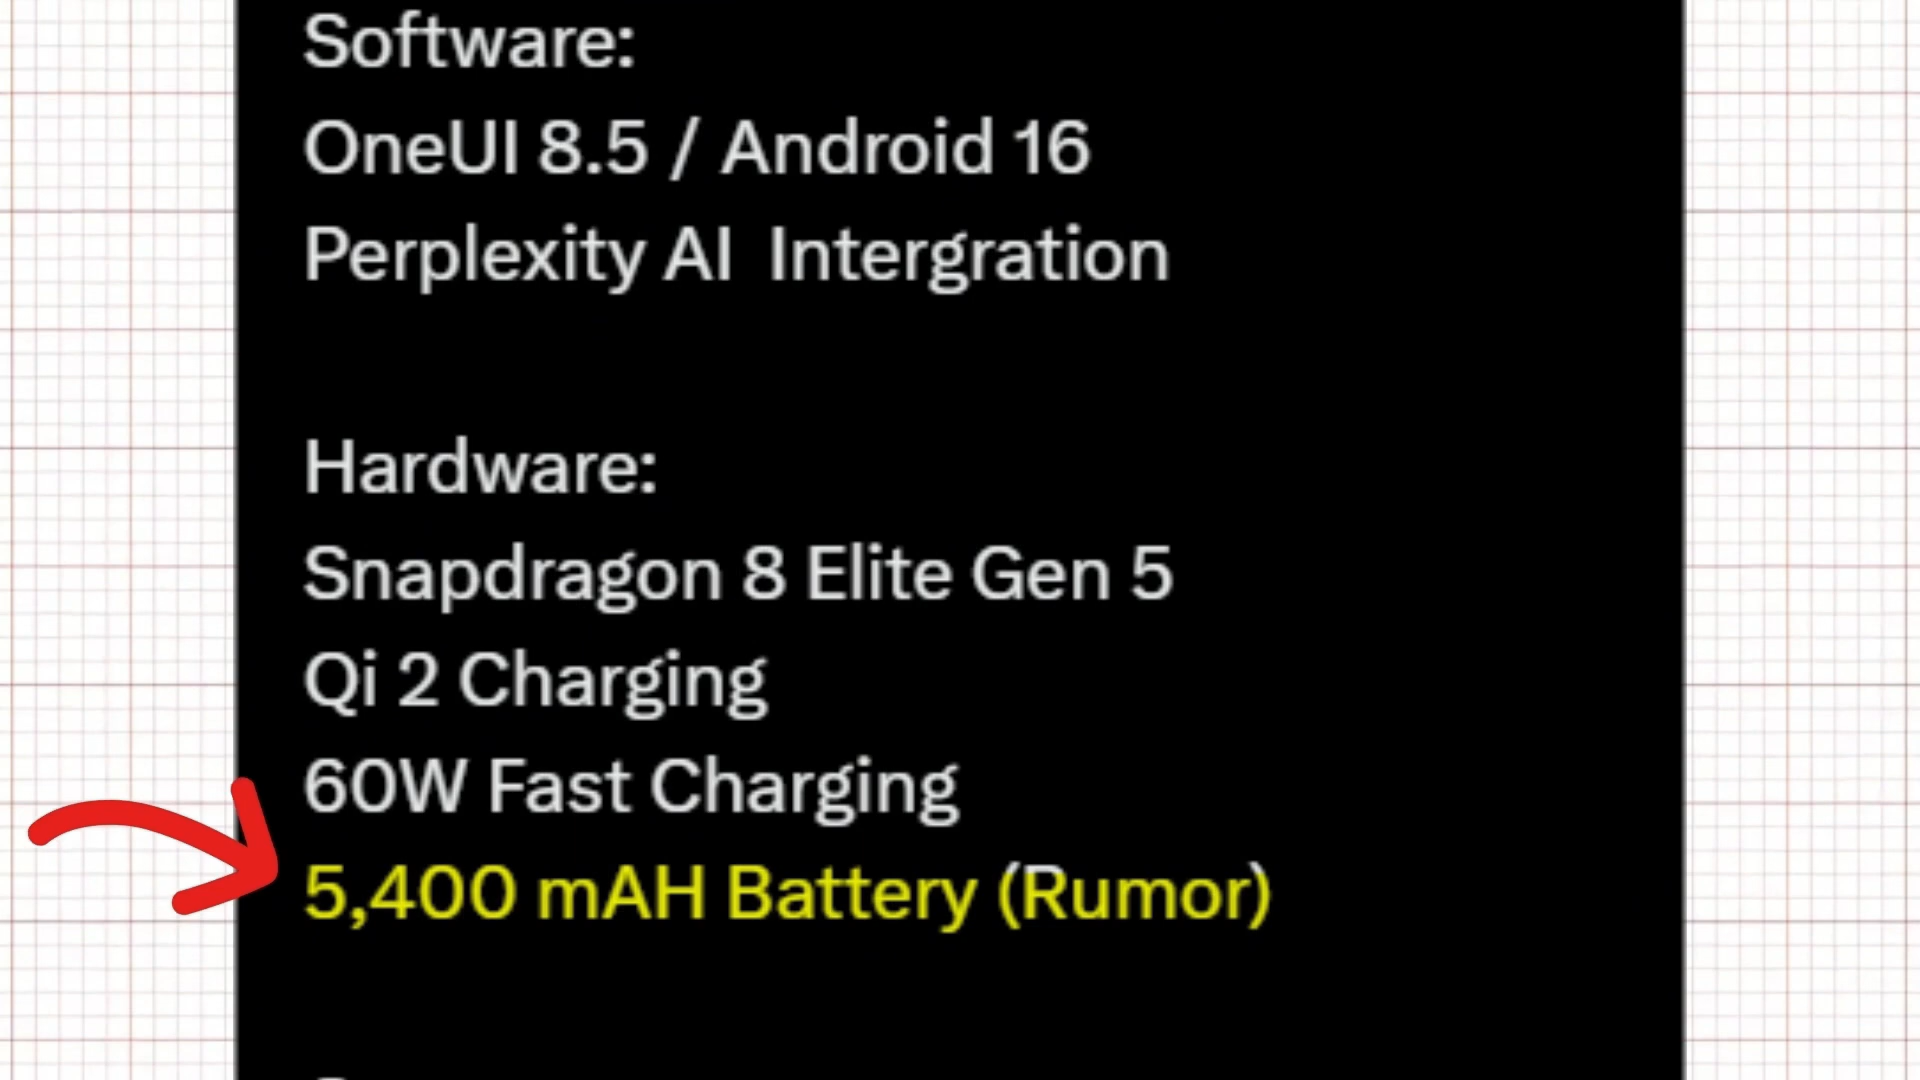 Software:
OneUI 8.5 / Android 16
Perplexity AI  Intergration
Hardware:
Snapdragon 8 Elite Gen 5
Qi 2 Charging
60W Fast Charging
5,400 mAH Battery (Rumor)